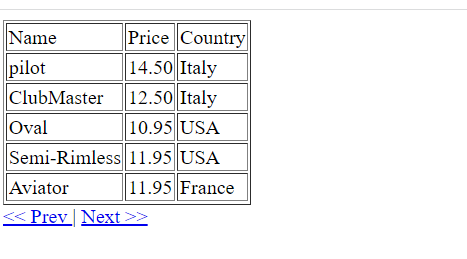 Name Price Country
pilot 14.50 Italy
ClubMaster 12.50 Italy
Oval 10.95 USA
Semi-Rimless 11.95 USA
Aviator 11.95 France
<< Prev | Next >>